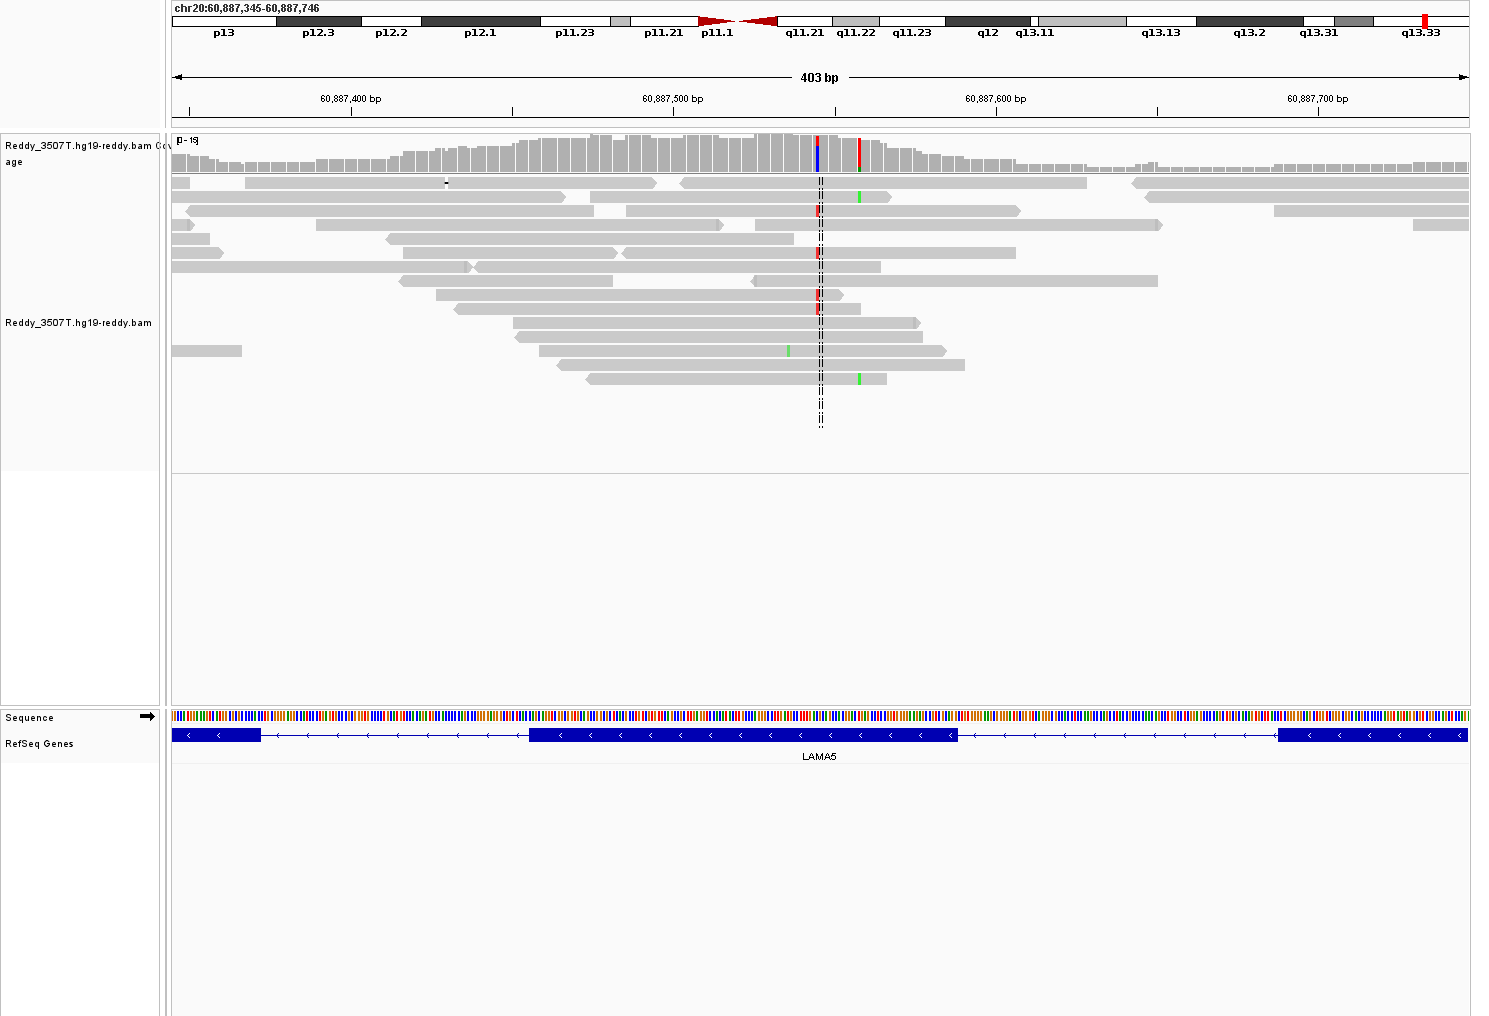 chr20:60,887,345-60,887,746
p13 p12.3 p12.2 p12.1 p11.23 p11.21 p11.1 q11.21 q11.22 q11.23 q12 q13.11 q13.13 q13.2 q13.31 q13.33
403 bp
60,887,400 bp 60,887,500 bp 60,887,600 bp 60,887,700 bp
[0 - 19]
Reddy_3507T.hg19-reddy.bam Cov
age
Reddy_3507T.hg19-reddy.bam
Sequence
RefSeq Genes
LAMA5